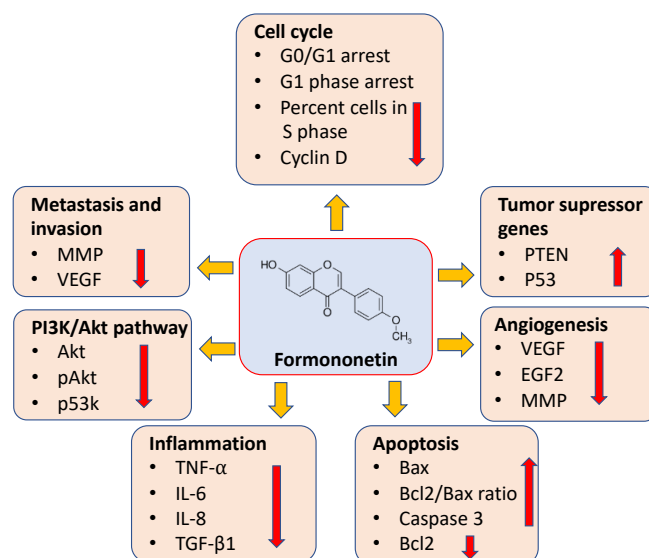 Cell cycle
• G0/G1 arrest
• G1 phase arrest
• Percent cells in
S phase
• Cyclin D
Metastasis and
invasion
• MMP
• VEGF
Tumor supressor
genes
• PTEN
• P53
HO
O
O
O
CH₃
Formononetin
PI3K/Akt pathway
• Akt
• pAkt
• p53k
Angiogenesis
• VEGF
• EGF2
• MMP
Inflammation
• TNF-α
• IL-6
• IL-8
• TGF-β1
Apoptosis
• Bax
• Bcl2/Bax ratio
• Caspase 3
• Bcl2